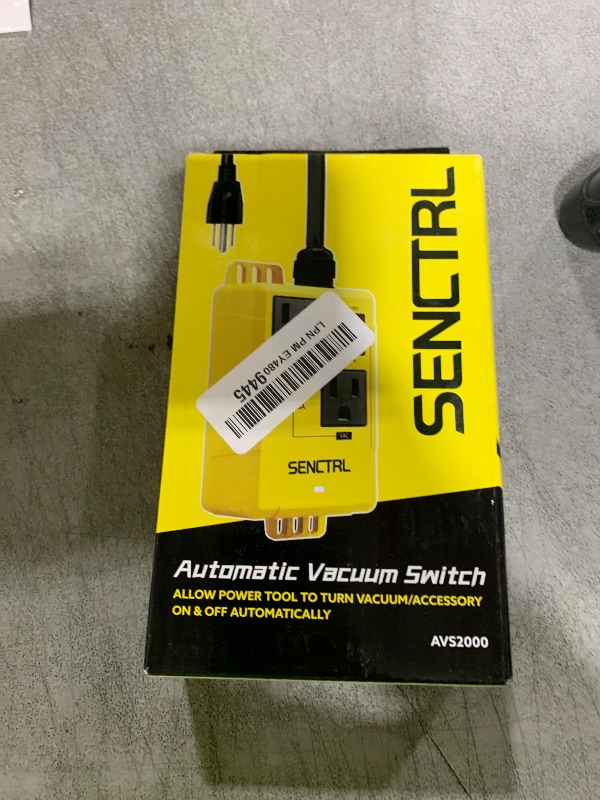 SENCTRL
LPN PM EY480 9445
VAC
SENCTRL
Automatic Vacuum Switch
ALLOW POWER TOOL TO TURN VACUUM/ACCESSORY
ON & OFF AUTOMATICALLY
AVS2000